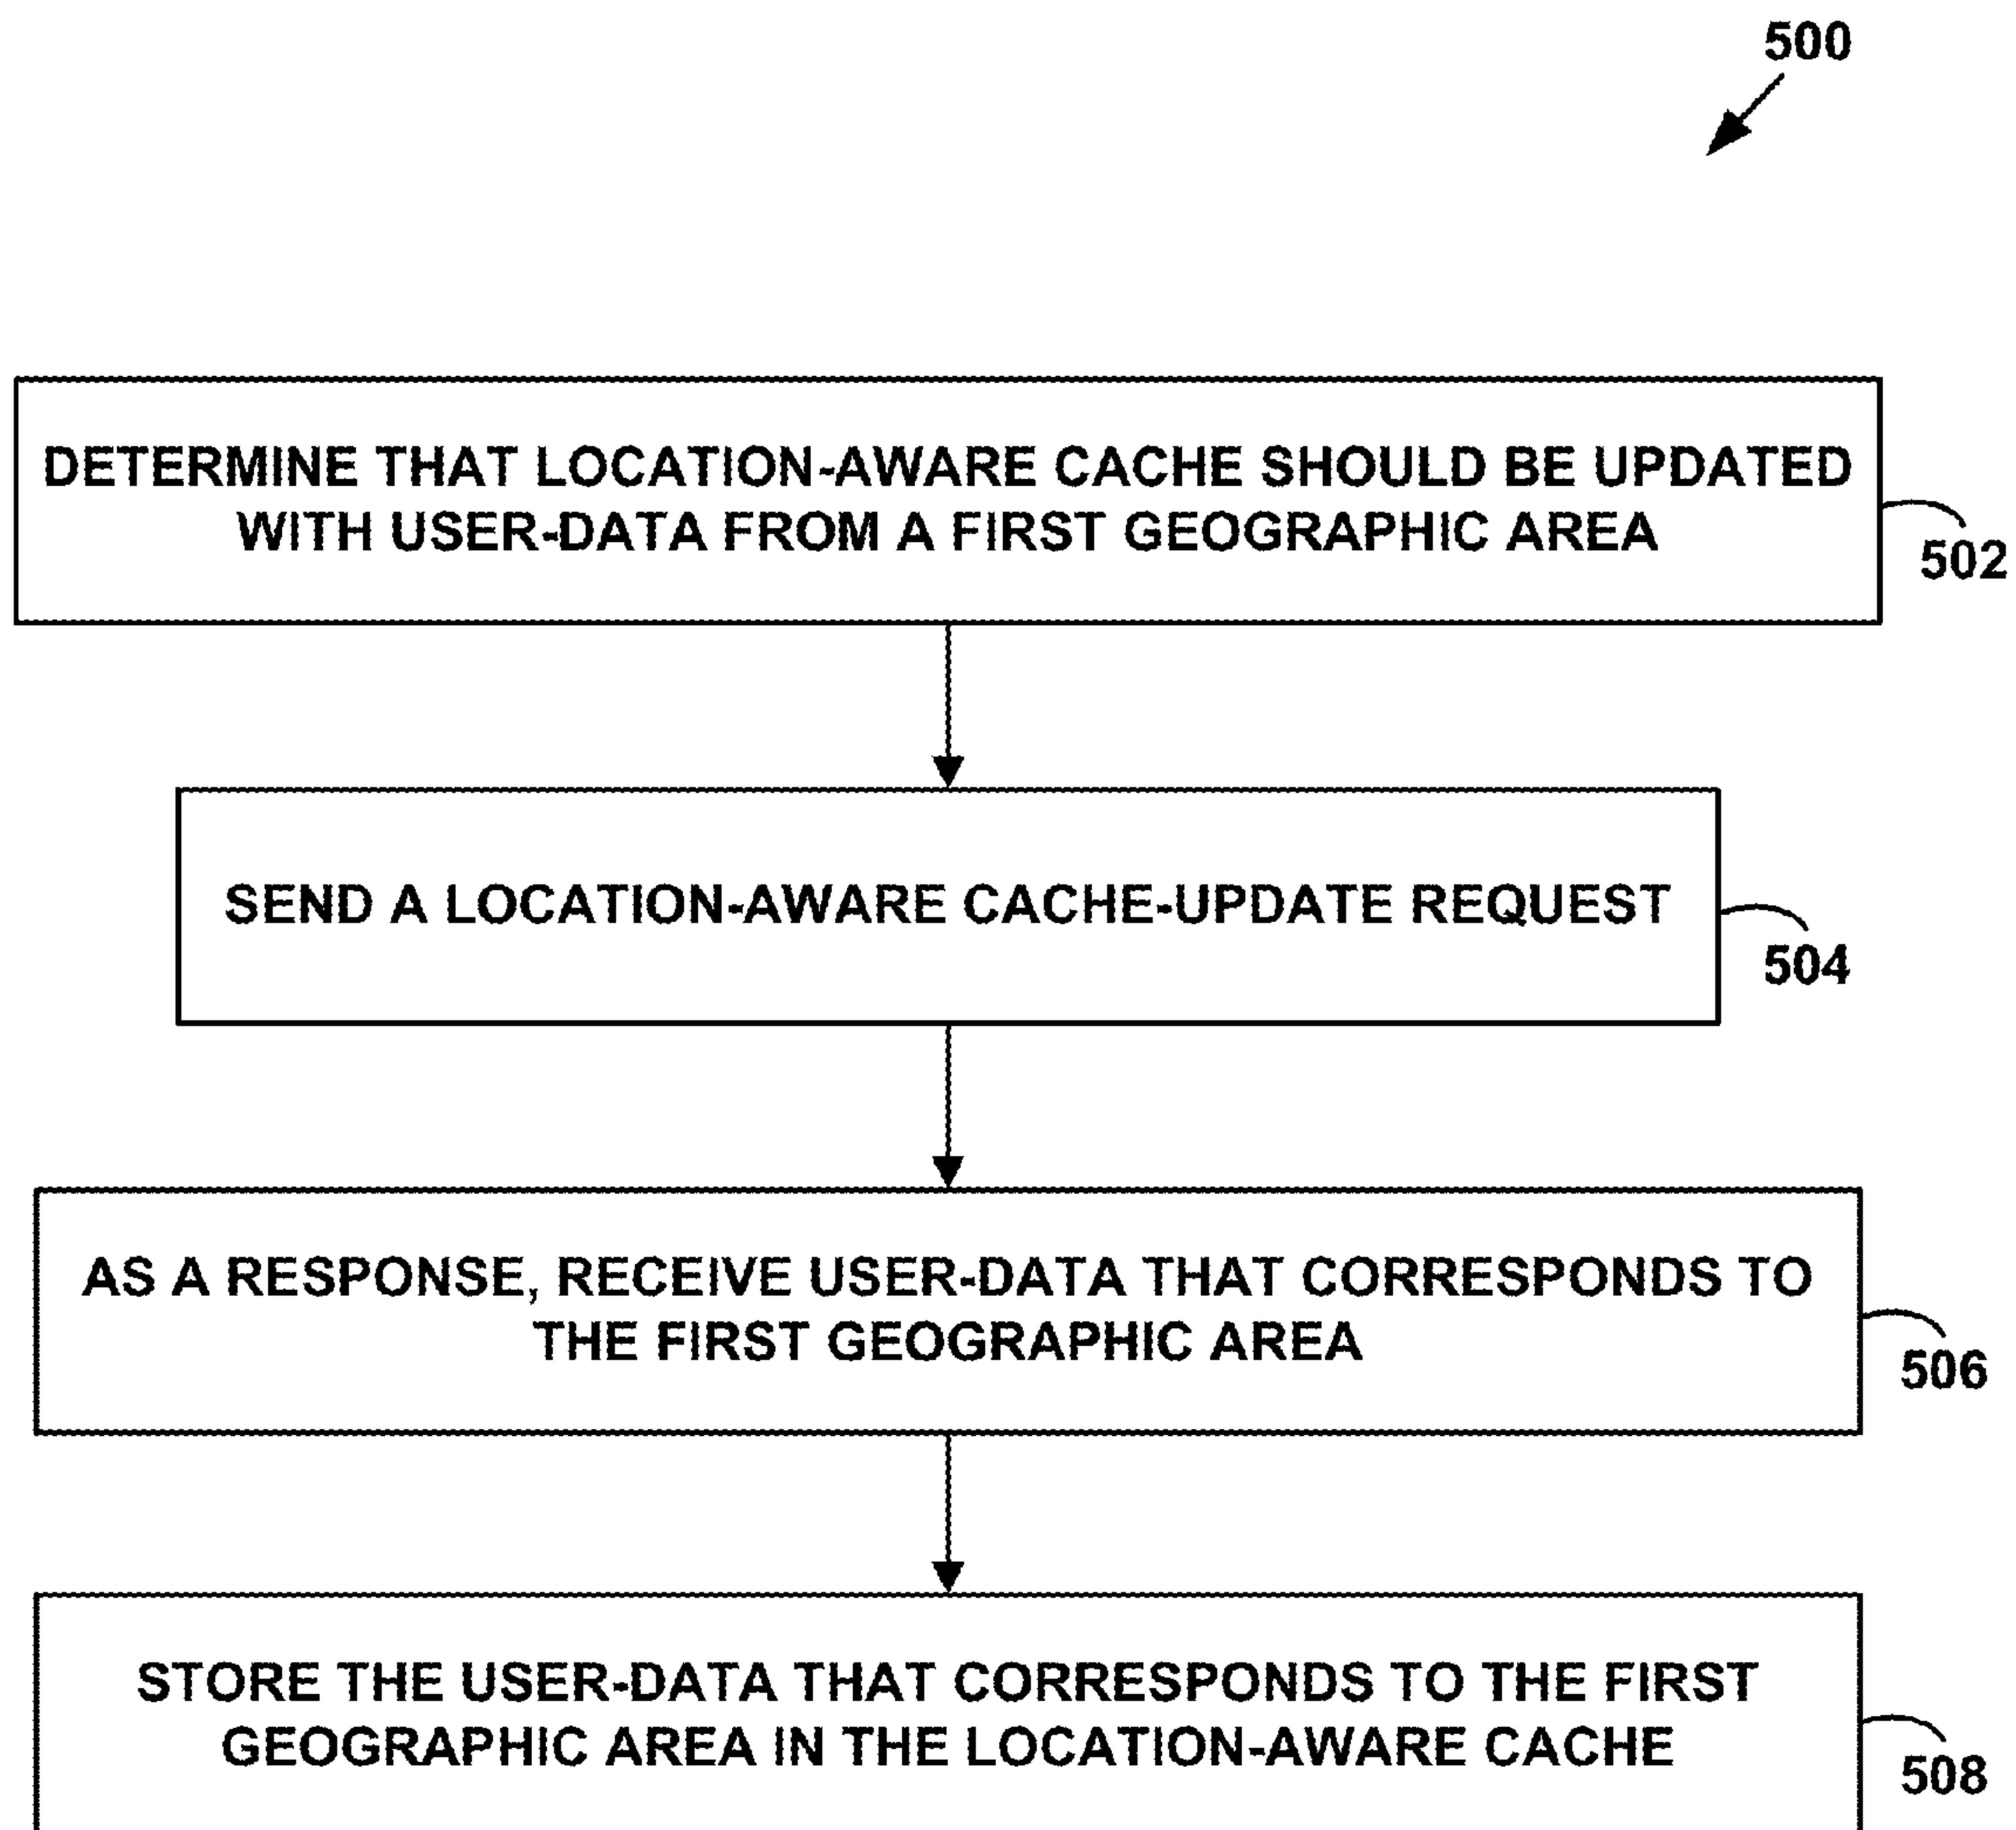 500
DETERMINE THAT LOCATION-AWARE CACHE SHOULD BE UPDATED
WITH USER-DATA FROM A FIRST GEOGRAPHIC AREA
502
SEND A LOCATION-AWARE CACHE-UPDATE REQUEST
504
AS A RESPONSE, RECEIVE USER-DATA THAT CORRESPONDS TO
THE FIRST GEOGRAPHIC AREA
506
STORE THE USER-DATA THAT CORRESPONDS TO THE FIRST
GEOGRAPHIC AREA IN THE LOCATION-AWARE CACHE
508